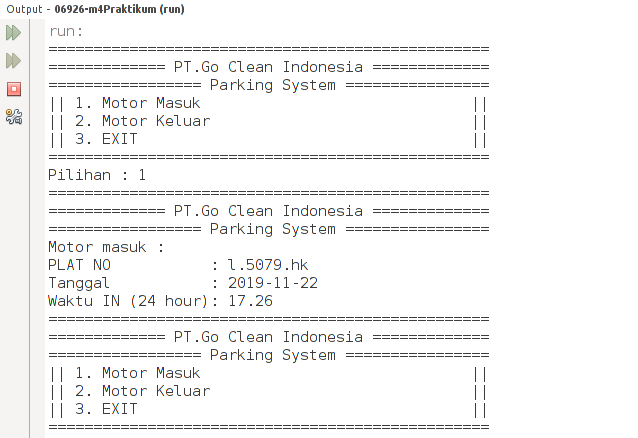 Output - 06926-m4Praktikum (run)
run:
=================================================
============= PT.Go Clean Indonesia =============
================= Parking System ================
|| 1. Motor Masuk                              ||
|| 2. Motor Keluar                             ||
|| 3. EXIT                                     ||
=================================================
Pilihan : 1
=================================================
============= PT.Go Clean Indonesia =============
================= Parking System ================
Motor masuk :
PLAT NO           : l.5079.hk
Tanggal           : 2019-11-22
Waktu IN (24 hour): 17.26
=================================================
============= PT.Go Clean Indonesia =============
================= Parking System ================
|| 1. Motor Masuk                              ||
|| 2. Motor Keluar                             ||
|| 3. EXIT                                     ||
=================================================